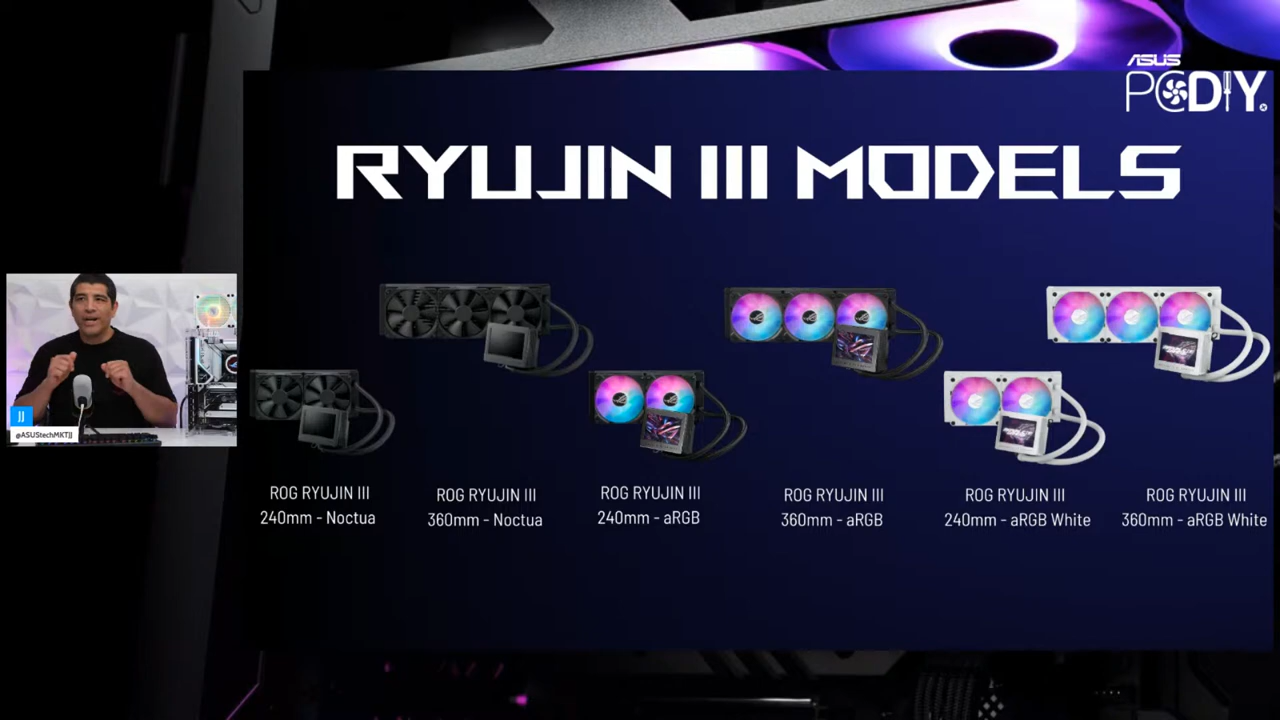 ASUS
PCDIY.
RYUJIN III MODELS
JJ
@ASUStechMKTJJ
ROG RYUJIN III
240mm - Noctua
ROG RYUJIN III
360mm - Noctua
ROG RYUJIN III
240mm - aRGB
ROG RYUJIN III
360mm - aRGB
ROG RYUJIN III
240mm - aRGB White
ROG RYUJIN III
360mm - aRGB White